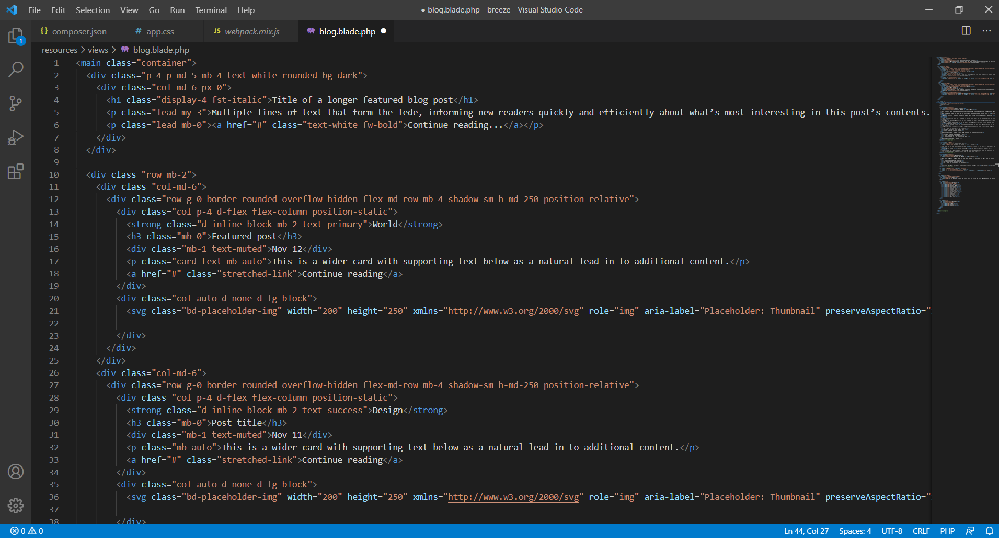 File Edit Selection View Go Run Terminal Help
● blog.blade.php - breeze - Visual Studio Code
{} composer.json # app.css JS webpack.mix.js blog.blade.php ●
1
resources > views > blog.blade.php
1 <main class="container">
2 <div class="p-4 p-md-5 mb-4 text-white rounded bg-dark">
3 <div class="col-md-6 px-0">
4 <h1 class="display-4 fst-italic">Title of a longer featured blog post</h1>
5 <p class="lead my-3">Multiple lines of text that form the lede, informing new readers quickly and efficiently about what’s most interesting in this post’s contents.
6 <p class="lead mb-0"><a href="#" class="text-white fw-bold">Continue reading...</a></p>
7 </div>
8 </div>
9
10 <div class="row mb-2">
11 <div class="col-md-6">
12 <div class="row g-0 border rounded overflow-hidden flex-md-row mb-4 shadow-sm h-md-250 position-relative">
13 <div class="col p-4 d-flex flex-column position-static">
14 <strong class="d-inline-block mb-2 text-primary">World</strong>
15 <h3 class="mb-0">Featured post</h3>
16 <div class="mb-1 text-muted">Nov 12</div>
17 <p class="card-text mb-auto">This is a wider card with supporting text below as a natural lead-in to additional content.</p>
18 <a href="#" class="stretched-link">Continue reading</a>
19 </div>
20 <div class="col-auto d-none d-lg-block">
21 <svg class="bd-placeholder-img" width="200" height="250" xmlns="http://www.w3.org/2000/svg" role="img" aria-label="Placeholder: Thumbnail" preserveAspectRatio="
22
23 </div>
24 </div>
25 </div>
26 <div class="col-md-6">
27 <div class="row g-0 border rounded overflow-hidden flex-md-row mb-4 shadow-sm h-md-250 position-relative">
28 <div class="col p-4 d-flex flex-column position-static">
29 <strong class="d-inline-block mb-2 text-success">Design</strong>
30 <h3 class="mb-0">Post title</h3>
31 <div class="mb-1 text-muted">Nov 11</div>
32 <p class="mb-auto">This is a wider card with supporting text below as a natural lead-in to additional content.</p>
33 <a href="#" class="stretched-link">Continue reading</a>
34 </div>
35 <div class="col-auto d-none d-lg-block">
36 <svg class="bd-placeholder-img" width="200" height="250" xmlns="http://www.w3.org/2000/svg" role="img" aria-label="Placeholder: Thumbnail" preserveAspectRatio="
37
38 </div>
0 0 Ln 44, Col 27 Spaces: 4 UTF-8 CRLF PHP